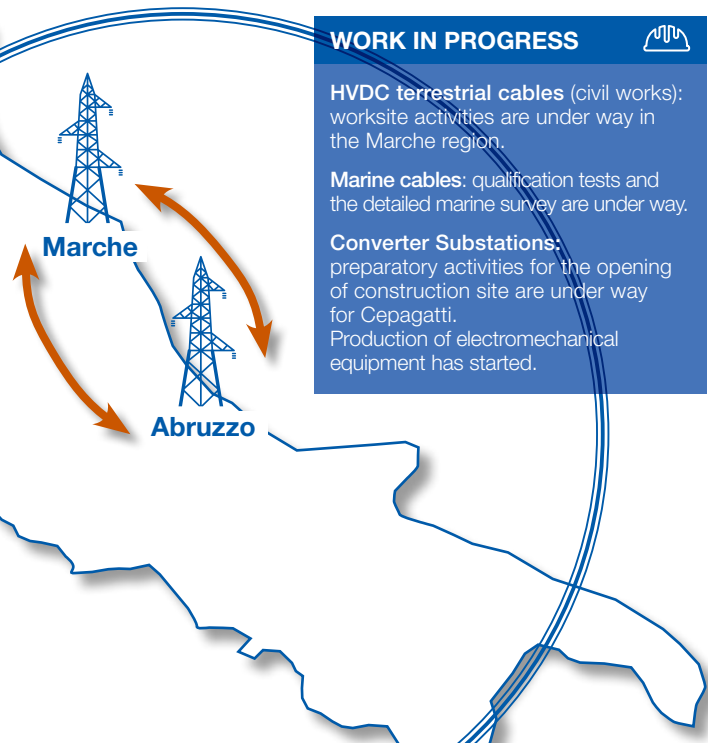 WORK IN PROGRESS
HVDC terrestrial cables (civil works):
worksite activities are under way in
the Marche region.
Marine cables: qualification tests and
the detailed marine survey are under way.
Converter Substations:
preparatory activities for the opening
of construction site are under way
for Cepagatti.
Production of electromechanical
equipment has started.
Marche
Abruzzo